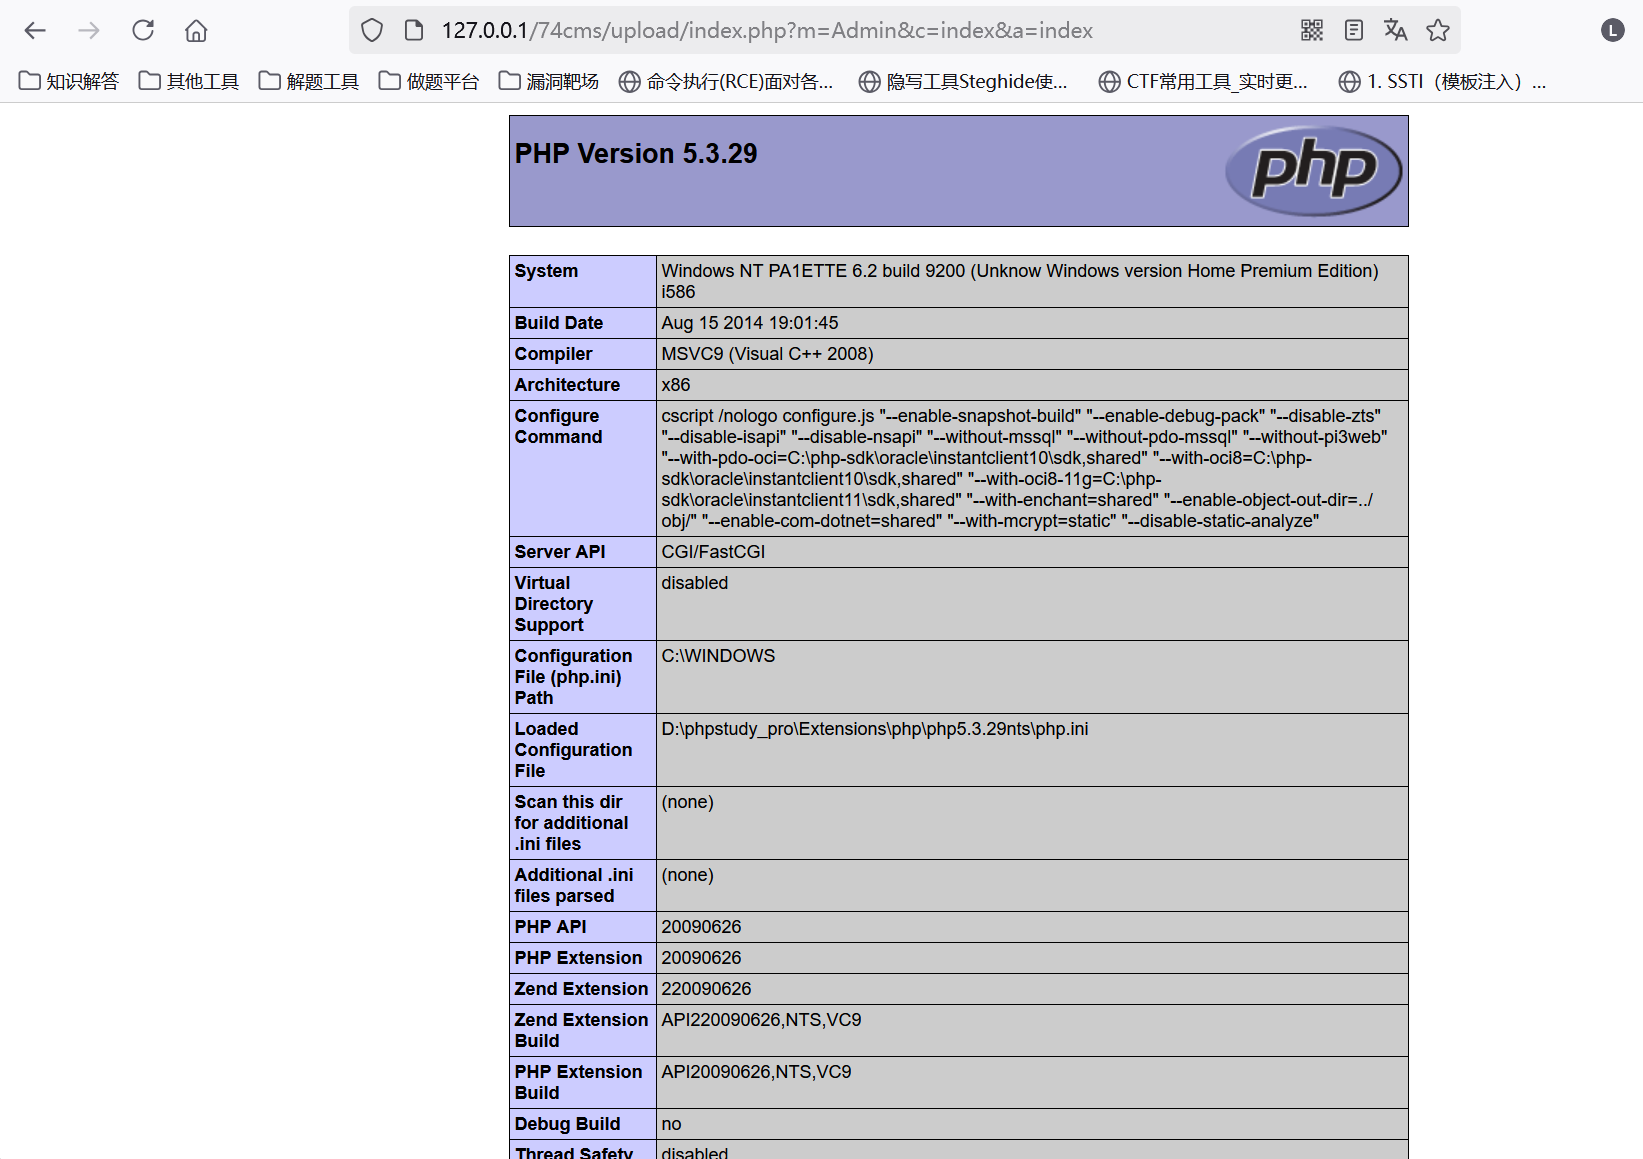 127.0.0.1/74cms/upload/index.php?m=Admin&c=index&a=index
L
知识解答 其他工具 解题工具 做题平台 漏洞靶场 命令执行(RCE)面对各... 隐写工具Steghide使... CTF常用工具_实时更... 1. SSTI（模板注入）...
PHP Version 5.3.29
php
System Windows NT PA1ETTE 6.2 build 9200 (Unknow Windows version Home Premium Edition)
i586
Build Date Aug 15 2014 19:01:45
Compiler MSVC9 (Visual C++ 2008)
Architecture x86
Configure Command cscript /nologo configure.js "--enable-snapshot-build" "--enable-debug-pack" "--disable-zts"
"--disable-isapi" "--disable-nsapi" "--without-mssql" "--without-pdo-mssql" "--without-pi3web"
"--with-pdo-oci=C:\php-sdk\oracle\instantclient10\sdk,shared" "--with-oci8=C:\php-
sdk\oracle\instantclient10\sdk,shared" "--with-oci8-11g=C:\php-
sdk\oracle\instantclient11\sdk,shared" "--with-enchant=shared" "--enable-object-out-dir=../
obj/" "--enable-com-dotnet=shared" "--with-mcrypt=static" "--disable-static-analyze"
Server API CGI/FastCGI
Virtual Directory Support disabled
Configuration File (php.ini) Path C:\WINDOWS
Loaded Configuration File D:\phpstudy_pro\Extensions\php\php5.3.29nts\php.ini
Scan this dir for additional .ini files (none)
Additional .ini files parsed (none)
PHP API 20090626
PHP Extension 20090626
Zend Extension 220090626
Zend Extension Build API220090626,NTS,VC9
PHP Extension Build API20090626,NTS,VC9
Debug Build no
Thread Safety disabled